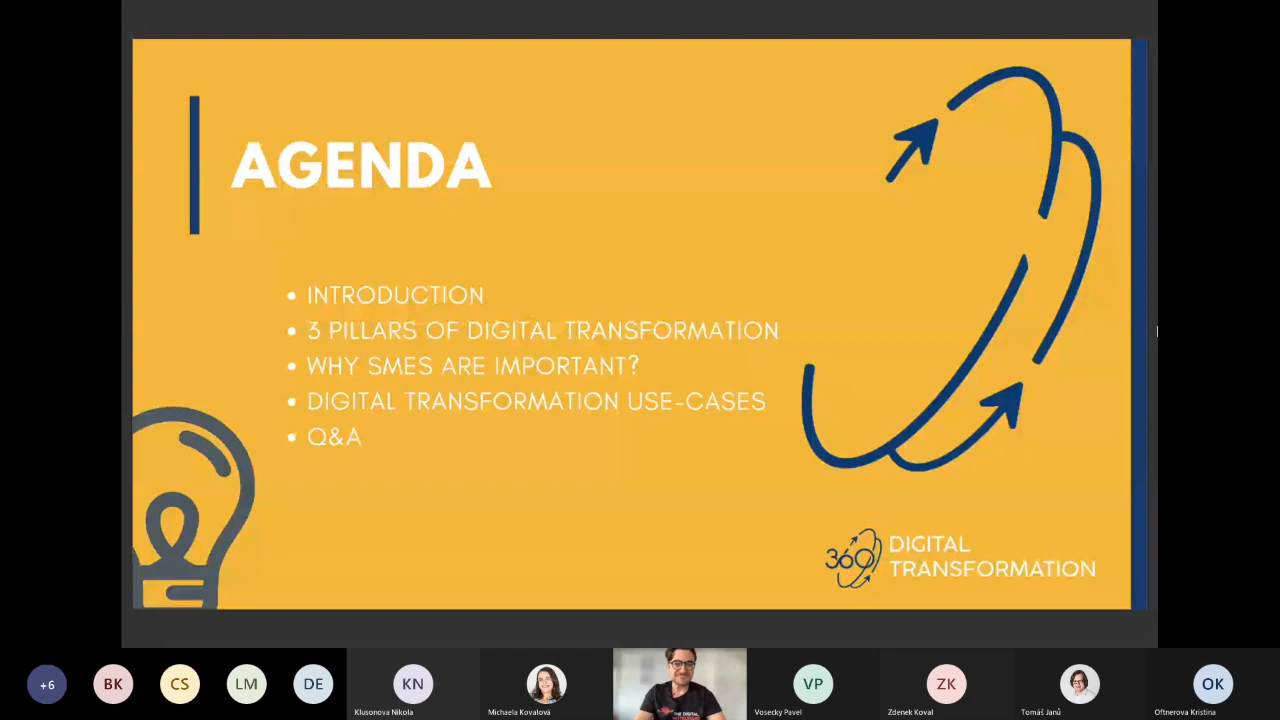 AGENDA
INTRODUCTION
3 PILLARS OF DIGITAL TRANSFORMATION
WHY SMES ARE IMPORTANT?
DIGITAL TRANSFORMATION USE-CASES
Q&A
360
DIGITAL
TRANSFORMATION
+6
BK
CS
LM
DE
KN
VP
ZK
OK
THE DIGITAL
Klusonova Nikola
Michaela Kovalová
Vosecky Pavel
Zdenek Koval
Tomáš Janů
Oftnerova Kristina